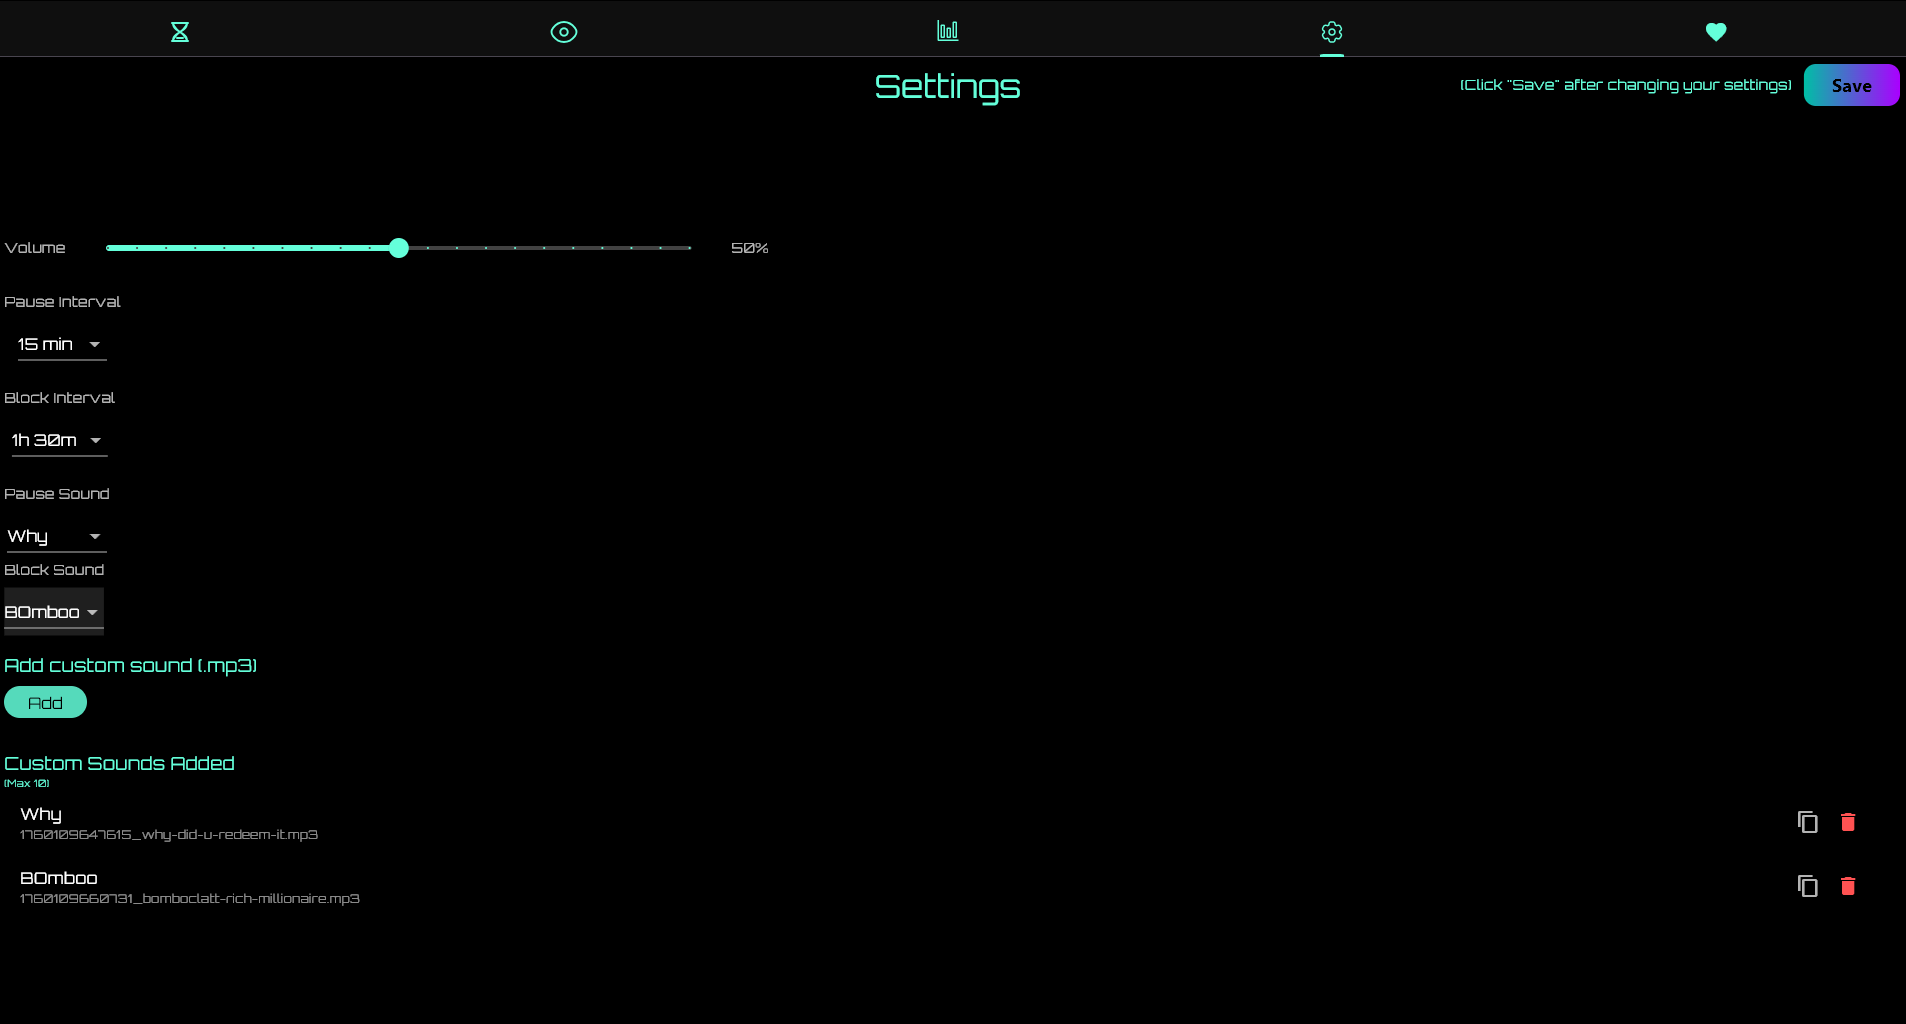 Settings
(Click "Save" after changing your settings)
Save
Volume
50%
Pause Interval
15 min
Block Interval
1h 30m
Pause Sound
Why
Block Sound
BOmboo
Add custom sound (.mp3)
Add
Custom Sounds Added
(Max 10)
Why
1760109647615_why-did-u-redeem-it.mp3
BOmboo
1760109660731_bomboclatt-rich-millionaire.mp3